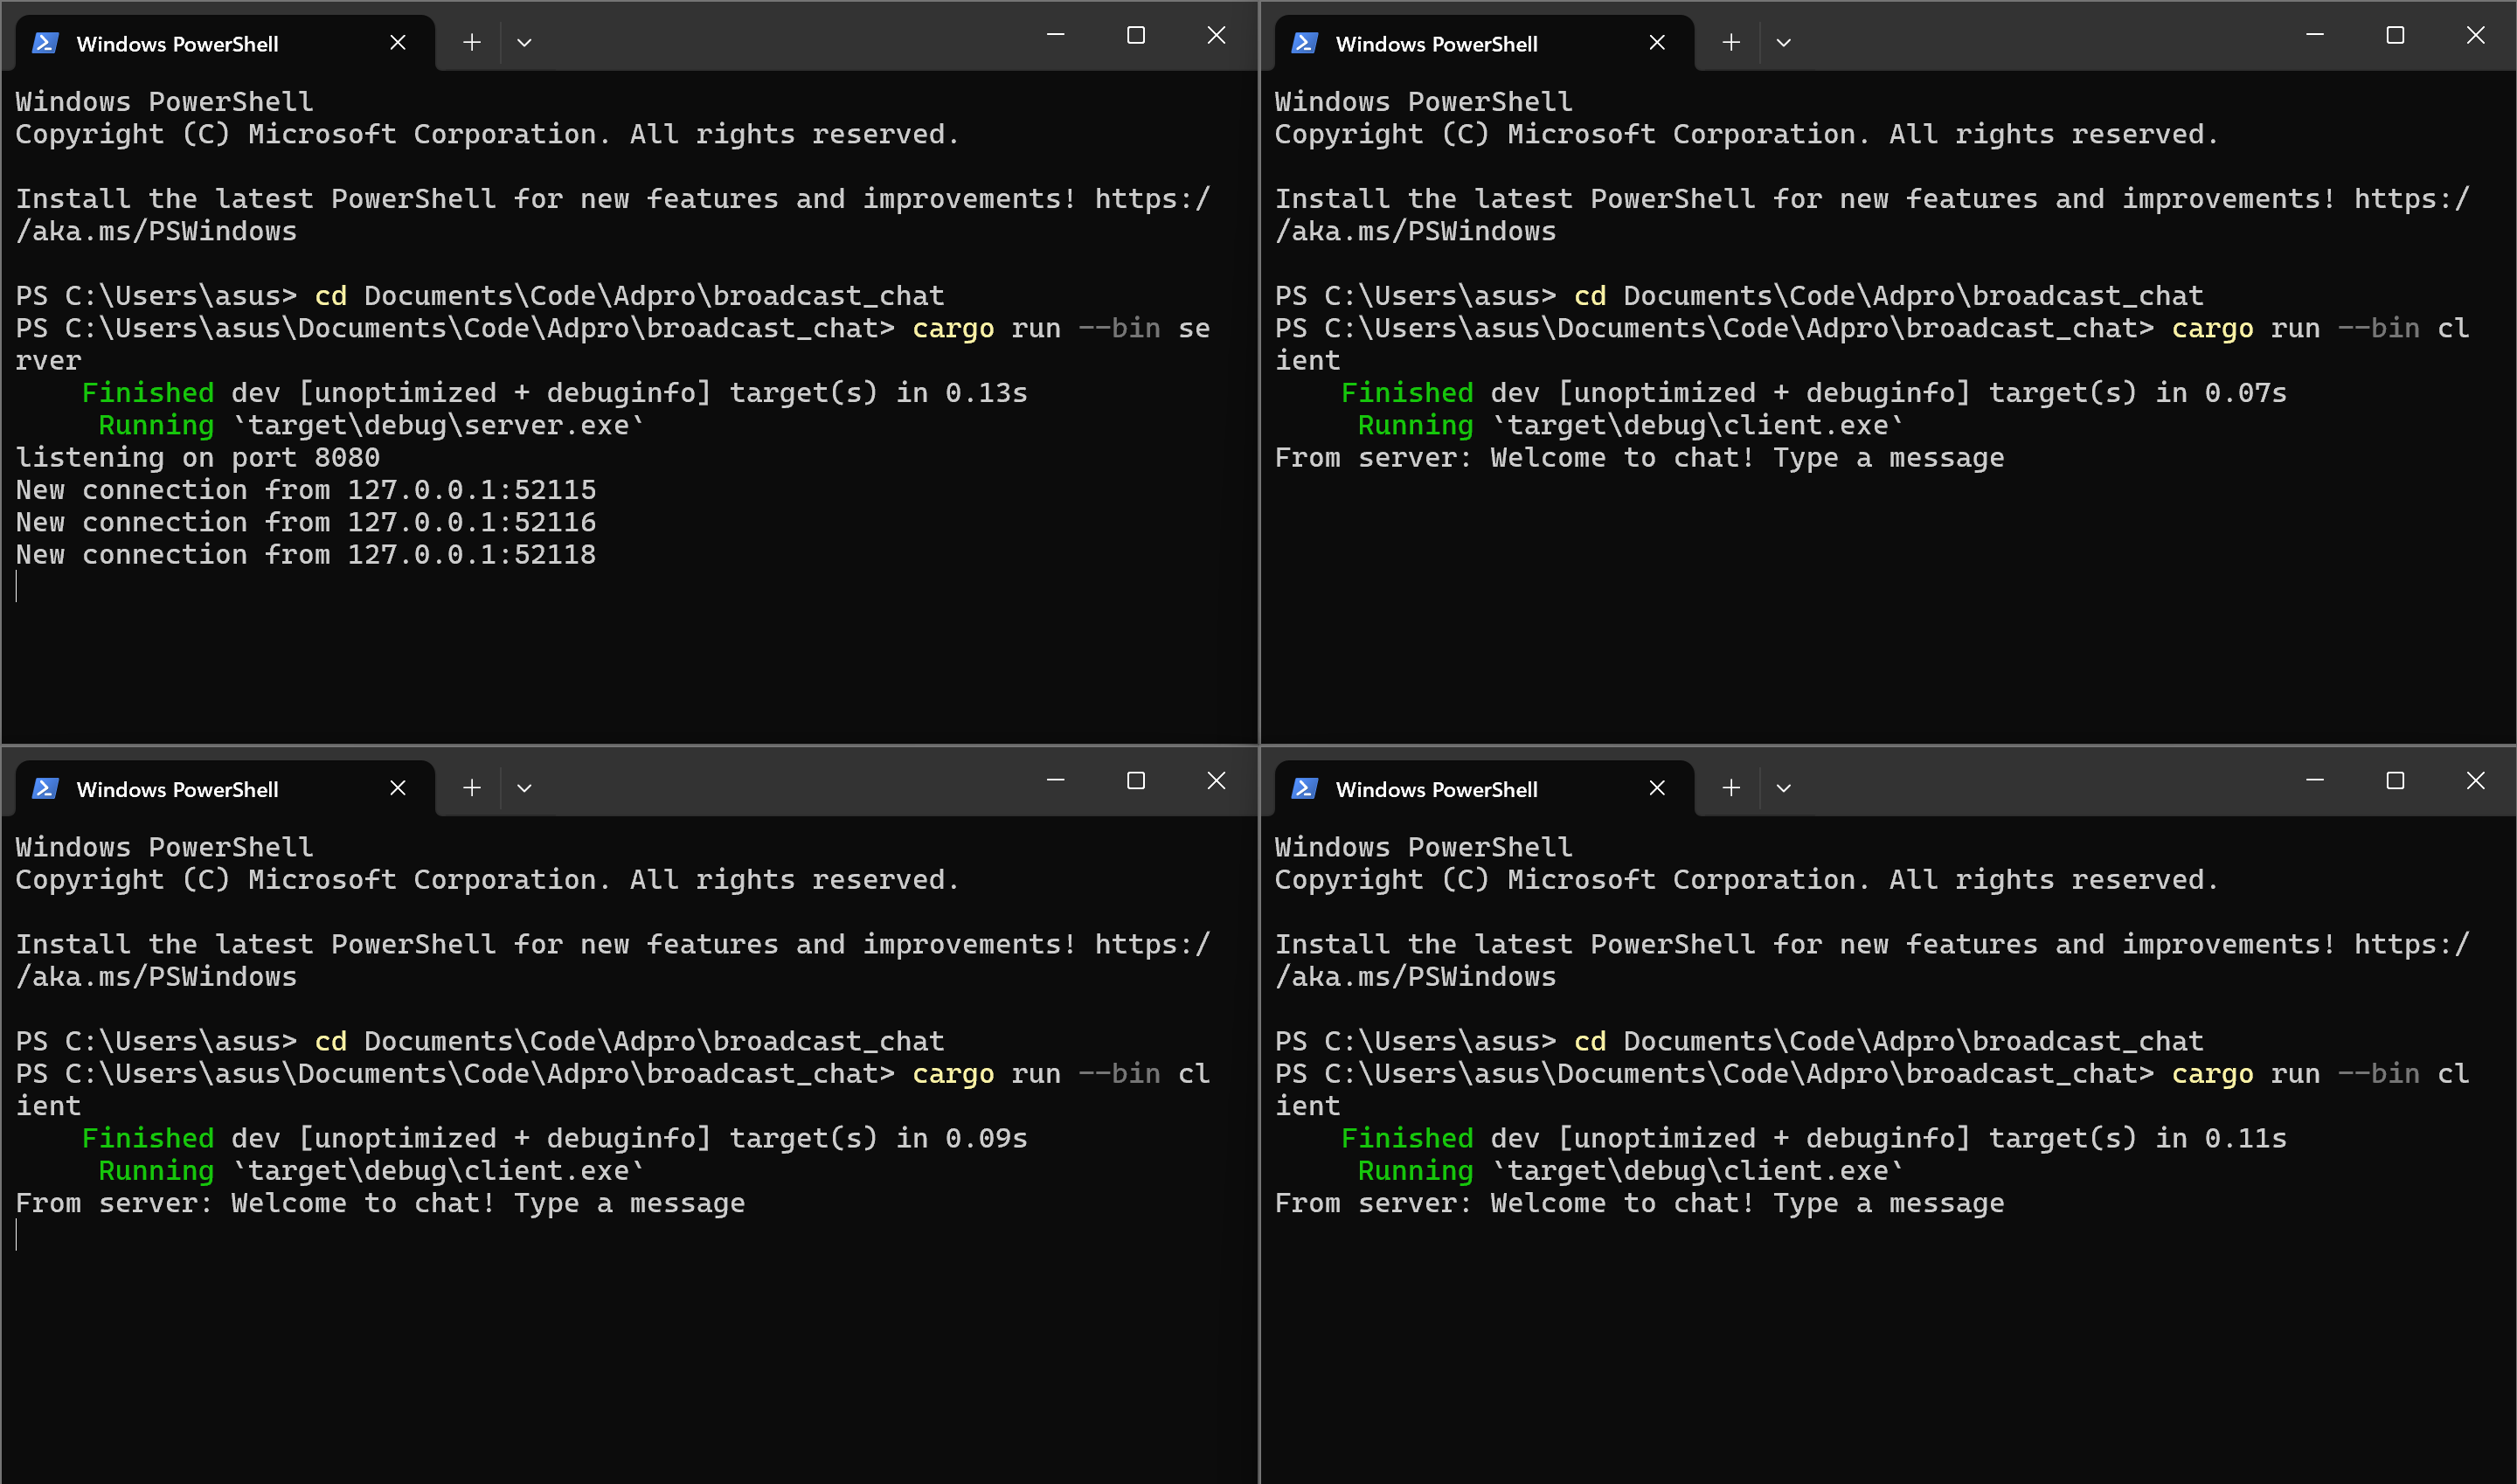 Windows PowerShell
Windows PowerShell
Copyright (C) Microsoft Corporation. All rights reserved.
Install the latest PowerShell for new features and improvements! https:/
/aka.ms/PSWindows
PS C:\Users\asus> cd Documents\Code\Adpro\broadcast_chat
PS C:\Users\asus\Documents\Code\Adpro\broadcast_chat> cargo run --bin se
rver
    Finished dev [unoptimized + debuginfo] target(s) in 0.13s
     Running `target\debug\server.exe`
listening on port 8080
New connection from 127.0.0.1:52115
New connection from 127.0.0.1:52116
New connection from 127.0.0.1:52118
Windows PowerShell
Windows PowerShell
Copyright (C) Microsoft Corporation. All rights reserved.
Install the latest PowerShell for new features and improvements! https:/
/aka.ms/PSWindows
PS C:\Users\asus> cd Documents\Code\Adpro\broadcast_chat
PS C:\Users\asus\Documents\Code\Adpro\broadcast_chat> cargo run --bin cl
ient
    Finished dev [unoptimized + debuginfo] target(s) in 0.07s
     Running `target\debug\client.exe`
From server: Welcome to chat! Type a message
Windows PowerShell
Windows PowerShell
Copyright (C) Microsoft Corporation. All rights reserved.
Install the latest PowerShell for new features and improvements! https:/
/aka.ms/PSWindows
PS C:\Users\asus> cd Documents\Code\Adpro\broadcast_chat
PS C:\Users\asus\Documents\Code\Adpro\broadcast_chat> cargo run --bin cl
ient
    Finished dev [unoptimized + debuginfo] target(s) in 0.09s
     Running `target\debug\client.exe`
From server: Welcome to chat! Type a message
Windows PowerShell
Windows PowerShell
Copyright (C) Microsoft Corporation. All rights reserved.
Install the latest PowerShell for new features and improvements! https:/
/aka.ms/PSWindows
PS C:\Users\asus> cd Documents\Code\Adpro\broadcast_chat
PS C:\Users\asus\Documents\Code\Adpro\broadcast_chat> cargo run --bin cl
ient
    Finished dev [unoptimized + debuginfo] target(s) in 0.11s
     Running `target\debug\client.exe`
From server: Welcome to chat! Type a message